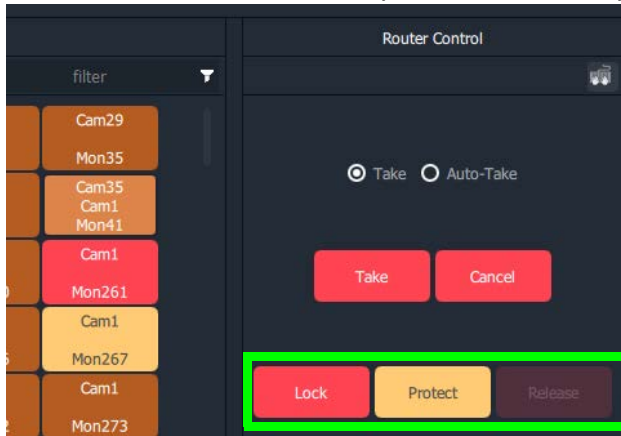 Router Control
filter
Cam29
Mon35
Cam35
Cam1
Mon41
Cam1
Mon261
Cam1
Mon267
Cam1
Mon273
Take
Auto-Take
Take
Cancel
Lock
Protect
Release